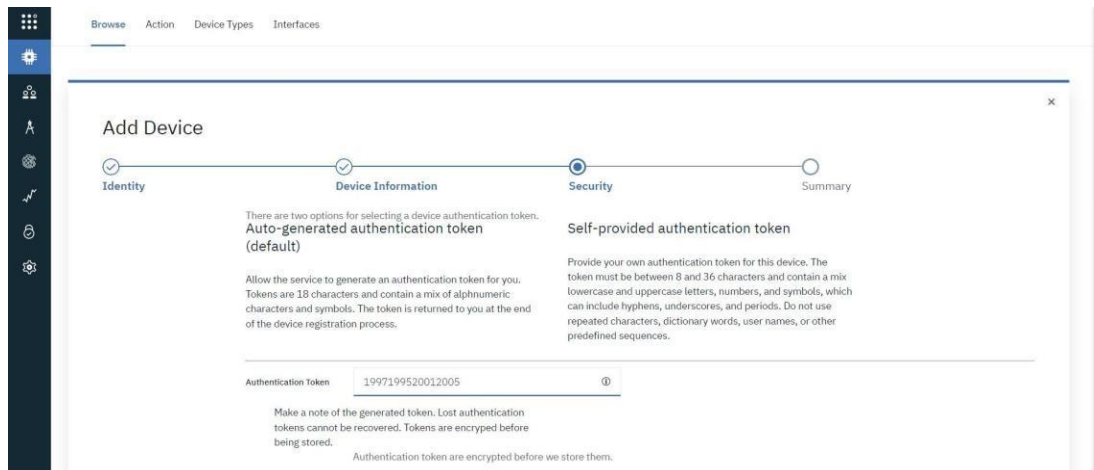 Browse Action Device Types Interfaces
×
Add Device
Identity Device Information Security Summary
There are two options for selecting a device authentication token.
Auto-generated authentication token
(default)
Allow the service to generate an authentication token for you.
Tokens are 18 characters and contain a mix of alphnumeric
characters and symbols. The token is returned to you at the end
of the device registration process.
Self-provided authentication token
Provide your own authentication token for this device. The
token must be between 8 and 36 characters and contain a mix
lowercase and uppercase letters, numbers, and symbols, which
can include hyphens, underscores, and periods. Do not use
repeated characters, dictionary words, user names, or other
predefined sequences.
Authentication Token 1997199520012005
Make a note of the generated token. Lost authentication
tokens cannot be recovered. Tokens are encryped before
being stored.
Authentication token are encrypted before we store them.